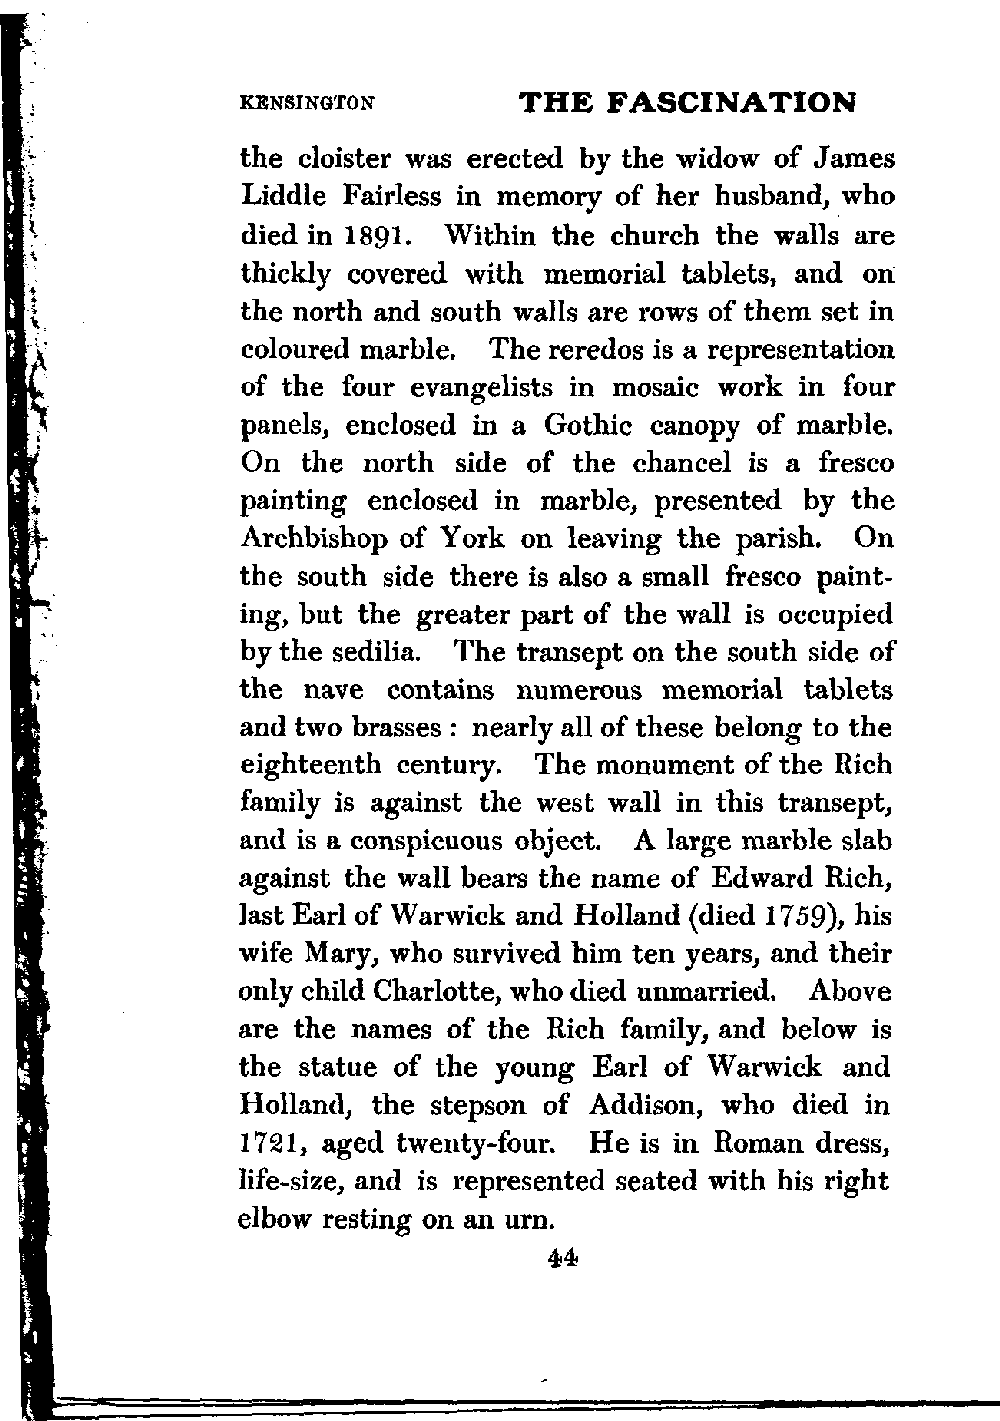 KENSINGTON THE FASCINATION
the cloister was erected by the widow of James
Liddle Fairless in memory of her husband, who
died in 1891. Within the church the walls are
thickly covered with memorial tablets, and on
the north and south walls are rows of them set in
coloured marble. The reredos is a representation
of the four evangelists in mosaic work in four
panels, enclosed in a Gothic canopy of marble.
On the north side of the chancel is a fresco
painting enclosed in marble, presented by the
Archbishop of York on leaving the parish. On
the south side there is also a small fresco paint-
ing, but the greater part of the wall is occupied
by the sedilia. The transept on the south side of
the nave contains numerous memorial tablets
and two brasses : nearly all of these belong to the
eighteenth century. The monument of the Rich
family is against the west wall in this transept,
and is a conspicuous object. A large marble slab
against the wall bears the name of Edward Rich,
last Earl of Warwick and Holland (died 1759), his
wife Mary, who survived him ten years, and their
only child Charlotte, who died unmarried. Above
are the names of the Rich family, and below is
the statue of the young Earl of Warwick and
Holland, the stepson of Addison, who died in
1721, aged twenty-four. He is in Roman dress,
life-size, and is represented seated with his right
elbow resting on an urn.
44